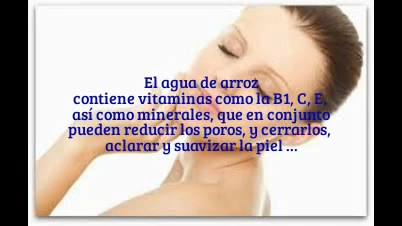 El agua de arroz
contiene vitaminas como la B1, C, E,
así como minerales, que en conjunto
pueden reducir los poros, y cerrarlos,
aclarar y suavizar la piel ...